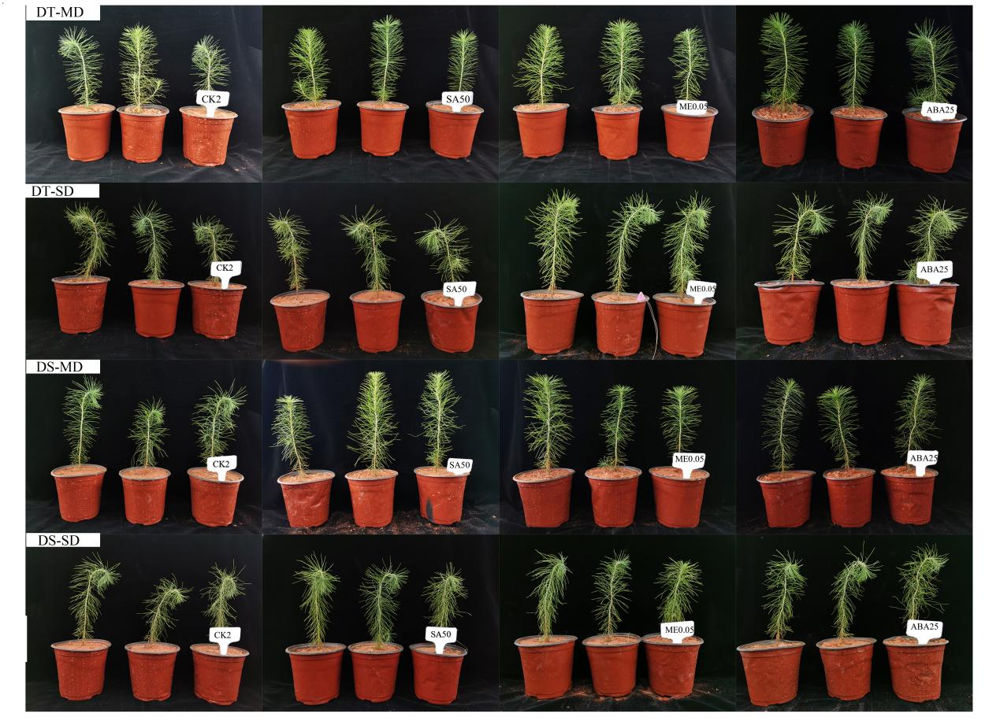 DT-MD
CK2
SA50
ME0.05
ABA25
DT-SD
CK2
SA50
ME0.05
ABA25
DS-MD
CK2
SA50
ME0.05
ABA25
DS-SD
CK2
SA50
ME0.05
ABA25